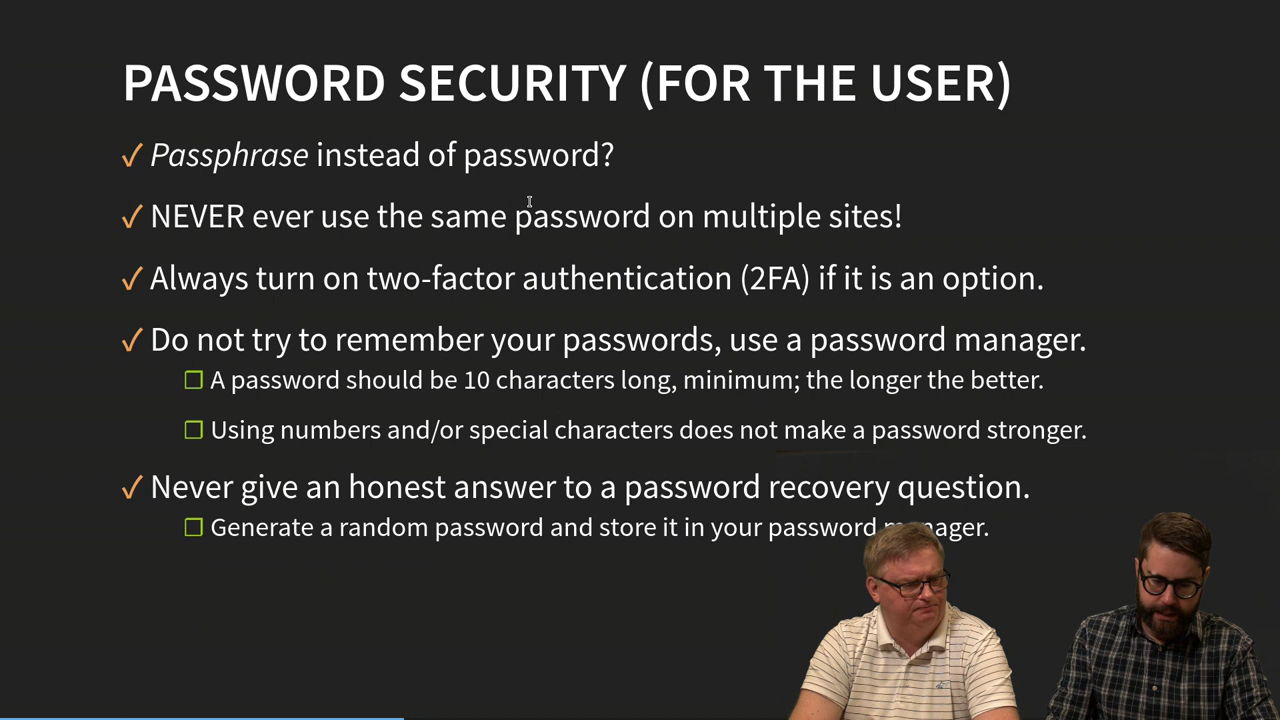 PASSWORD SECURITY (FOR THE USER)
✓ Passphrase instead of password?
✓ NEVER ever use the same password on multiple sites!
✓ Always turn on two-factor authentication (2FA) if it is an option.
✓ Do not try to remember your passwords, use a password manager.
❒ A password should be 10 characters long, minimum; the longer the better.
❒ Using numbers and/or special characters does not make a password stronger.
✓ Never give an honest answer to a password recovery question.
❒ Generate a random password and store it in your password manager.